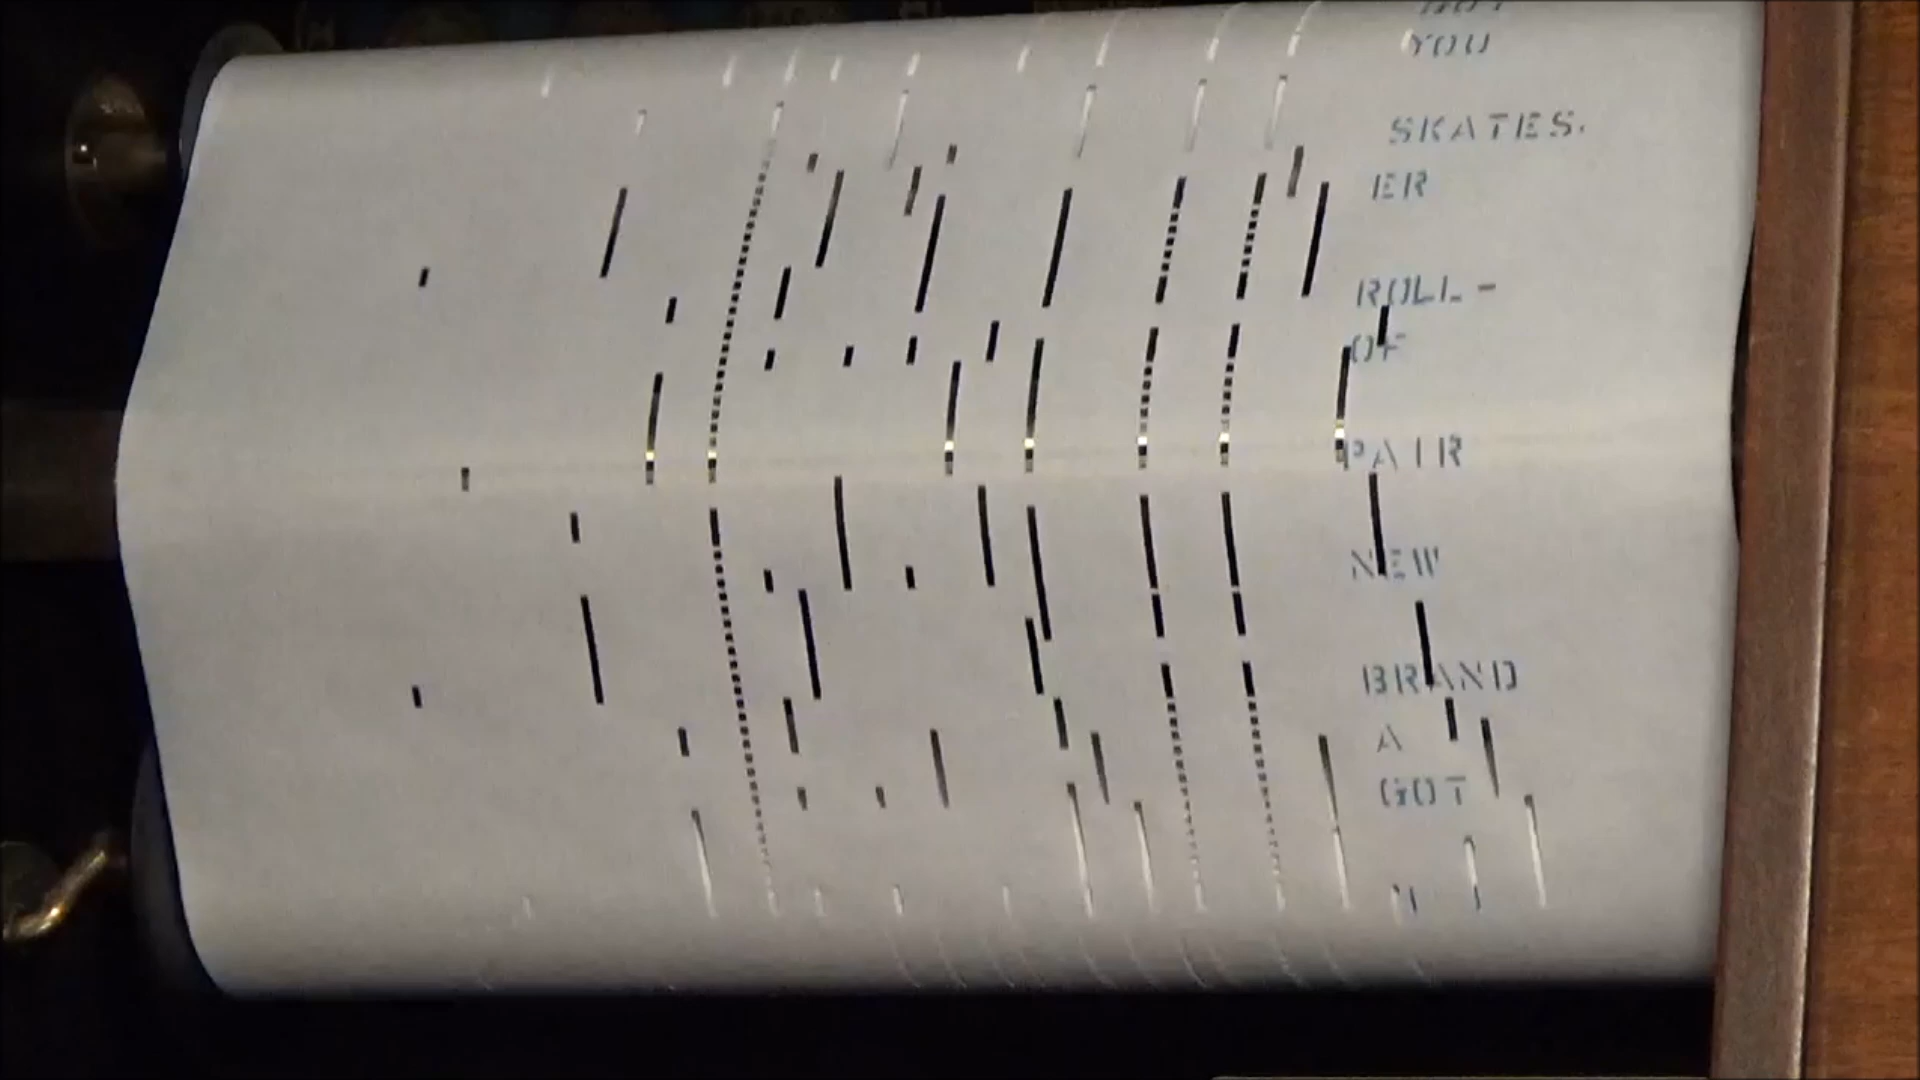 GOT
A
BRAND
NEW
PAIR
OF
ROLL-
ER
SKATES.
YOU